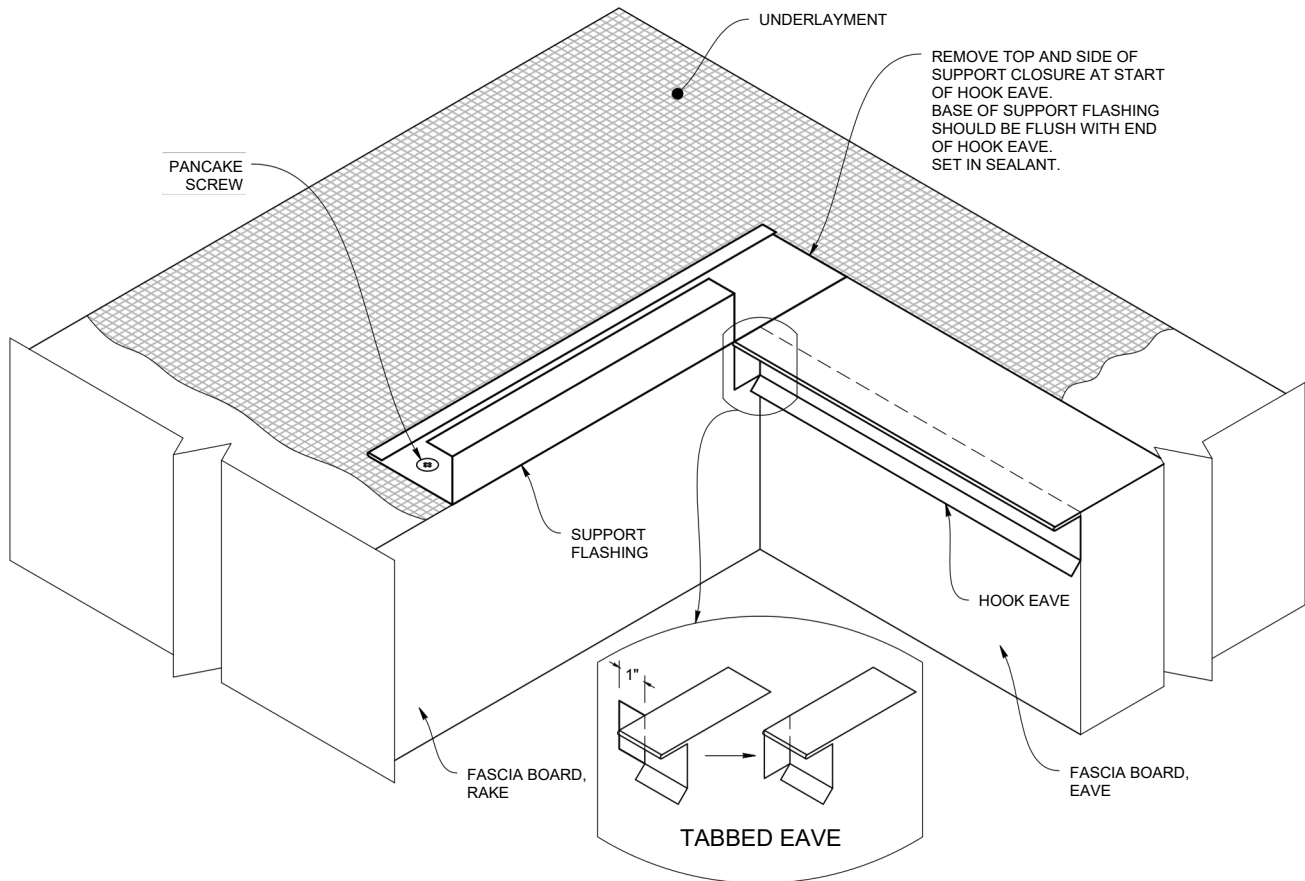 UNDERLAYMENT
REMOVE TOP AND SIDE OF
SUPPORT CLOSURE AT START
OF HOOK EAVE.
BASE OF SUPPORT FLASHING
SHOULD BE FLUSH WITH END
OF HOOK EAVE.
SET IN SEALANT.
PANCAKE
SCREW
SUPPORT
FLASHING
HOOK EAVE
1"
FASCIA BOARD,
RAKE
FASCIA BOARD,
EAVE
TABBED EAVE